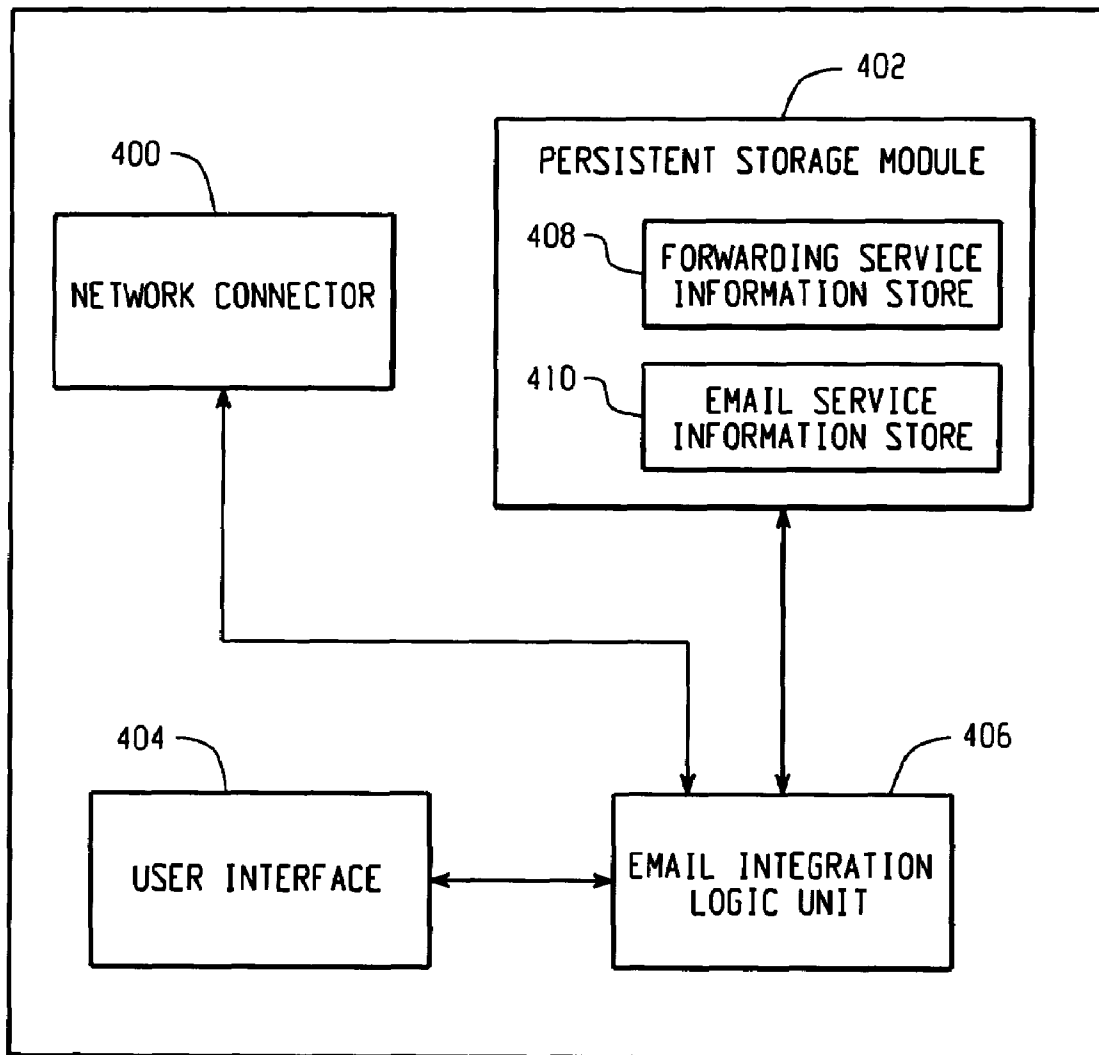 402
PERSISTENT STORAGE MODULE
400
NETWORK CONNECTOR
408
FORWARDING SERVICE
INFORMATION STORE
410
EMAIL SERVICE
INFORMATION STORE
404
USER INTERFACE
406
EMAIL INTEGRATION
LOGIC UNIT